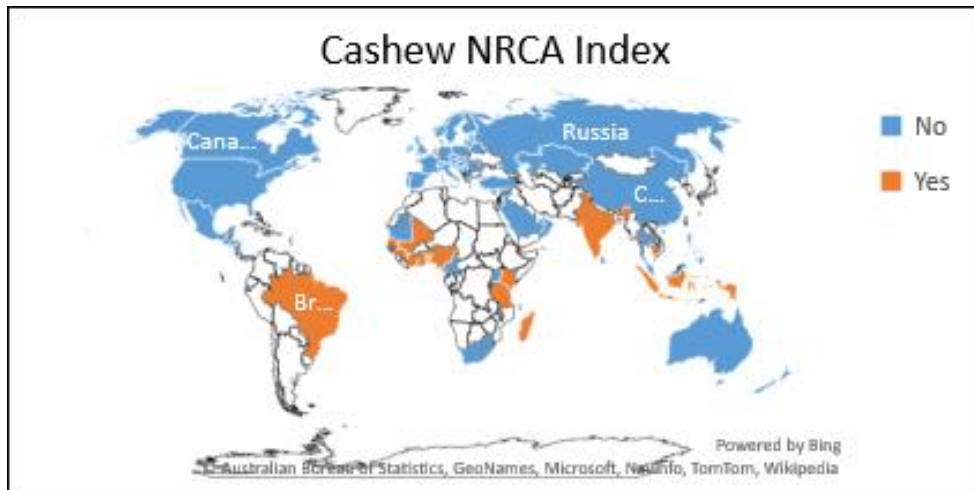 Cashew NRCA Index
Cana...
Russia
No
C...
Yes
Br...
Powered by Bing
© Australian Bureau of Statistics, GeoNames, Microsoft, Navinfo, TomTom, Wikipedia